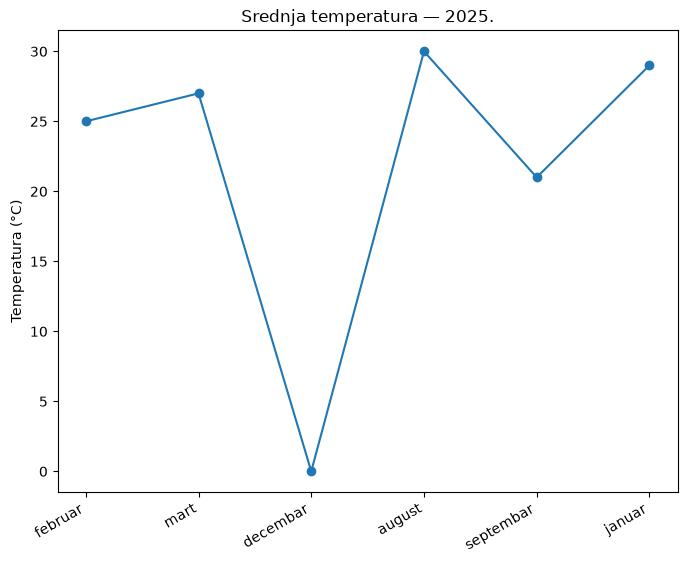 Srednja temperatura — 2025.
Temperatura (°C)
30
25
20
15
10
5
0
februar
mart
decembar
august
septembar
januar